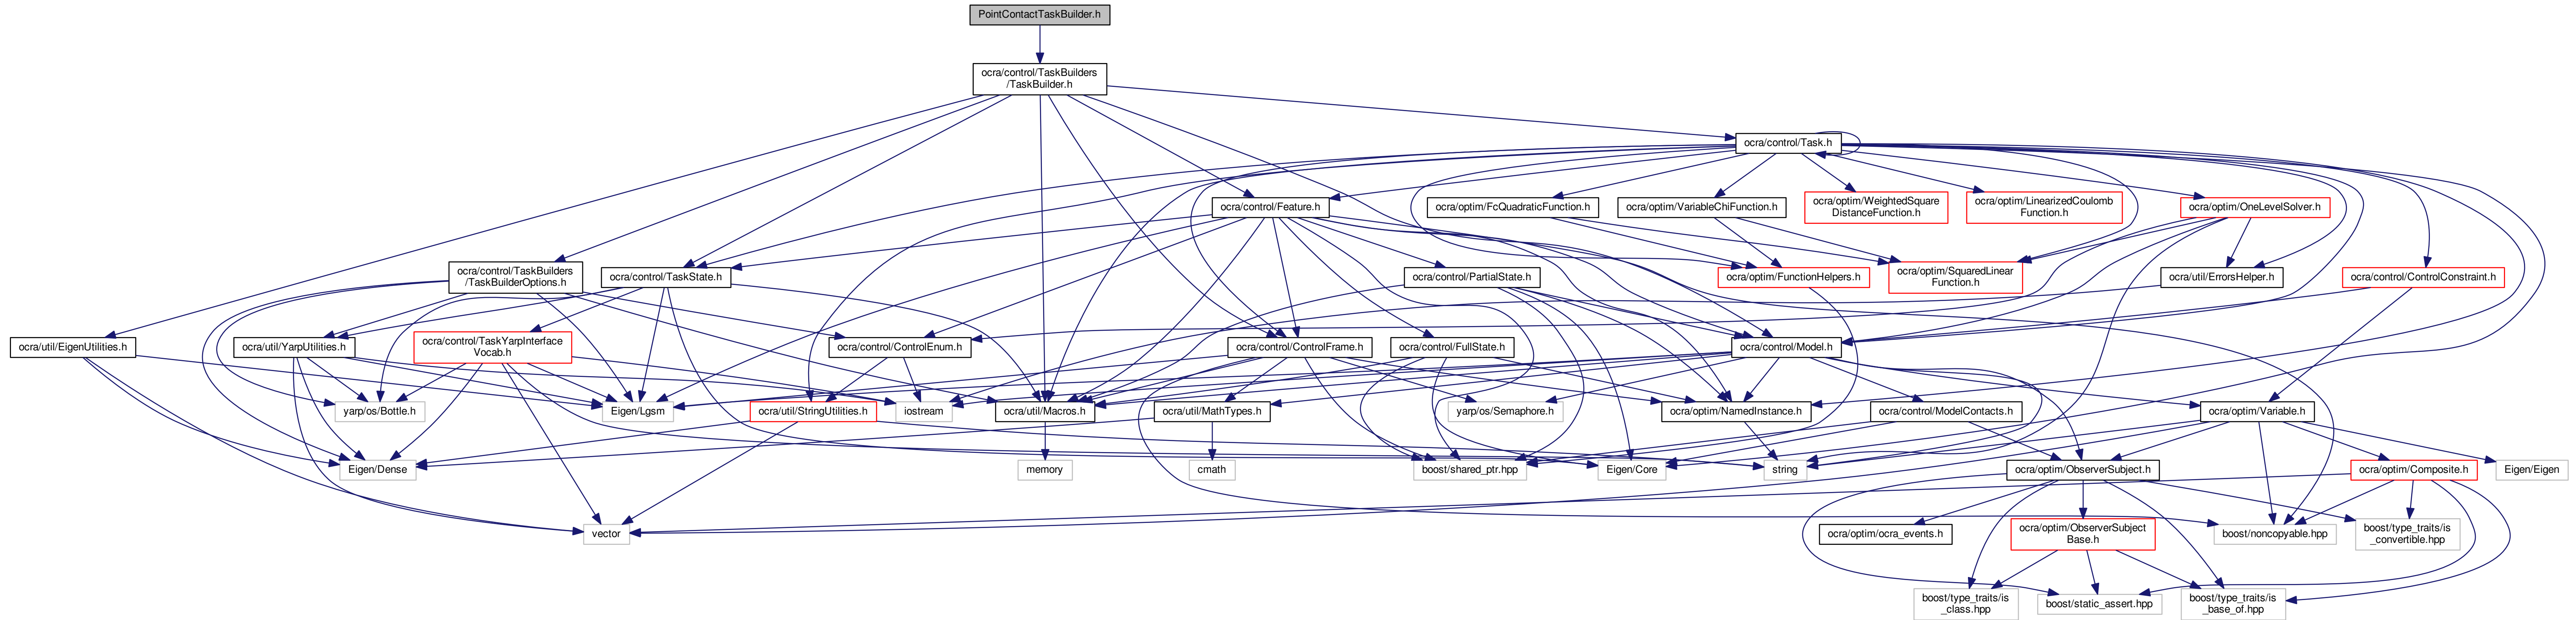 PointContactTaskBuilder.h
ocra/control/TaskBuilders
/TaskBuilder.h
ocra/control/Task.h
ocra/control/Feature.h
ocra/optim/FcQuadraticFunction.h
ocra/optim/VariableChiFunction.h
ocra/optim/WeightedSquare
DistanceFunction.h
ocra/optim/LinearizedCoulomb
Function.h
ocra/optim/OneLevelSolver.h
ocra/control/TaskBuilders
/TaskBuilderOptions.h
ocra/control/TaskState.h
ocra/control/PartialState.h
ocra/optim/FunctionHelpers.h
ocra/optim/SquaredLinear
Function.h
ocra/util/ErrorsHelper.h
ocra/control/ControlConstraint.h
ocra/util/EigenUtilities.h
ocra/util/YarpUtilities.h
ocra/control/TaskYarpInterface
Vocab.h
ocra/control/ControlEnum.h
ocra/control/ControlFrame.h
ocra/control/FullState.h
ocra/control/Model.h
yarp/os/Bottle.h
Eigen/Lgsm
ocra/util/StringUtilities.h
iostream
ocra/util/Macros.h
ocra/util/MathTypes.h
yarp/os/Semaphore.h
ocra/optim/NamedInstance.h
ocra/control/ModelContacts.h
ocra/optim/Variable.h
Eigen/Dense
memory
cmath
boost/shared_ptr.hpp
Eigen/Core
string
ocra/optim/ObserverSubject.h
ocra/optim/Composite.h
Eigen/Eigen
vector
ocra/optim/ocra_events.h
ocra/optim/ObserverSubject
Base.h
boost/noncopyable.hpp
boost/type_traits/is
_convertible.hpp
boost/type_traits/is
_class.hpp
boost/static_assert.hpp
boost/type_traits/is
_base_of.hpp